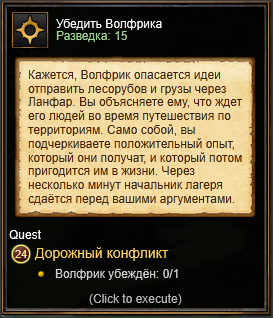 Убедить Волфрика
Разведка: 15
Кажется, Волфрик опасается идеи
отправить лесорубов и грузы через
Ланфар. Вы объясняете ему, что ждет
его людей во время путешествия по
территориям. Само собой, вы
подчеркиваете положительный опыт,
который они получат, и который потом
пригодится им в жизни. Через
несколько минут начальник лагеря
сдаётся перед вашими аргументами.
Quest
24 Дорожный конфликт
Волфрик убеждён: 0/1
(Click to execute)